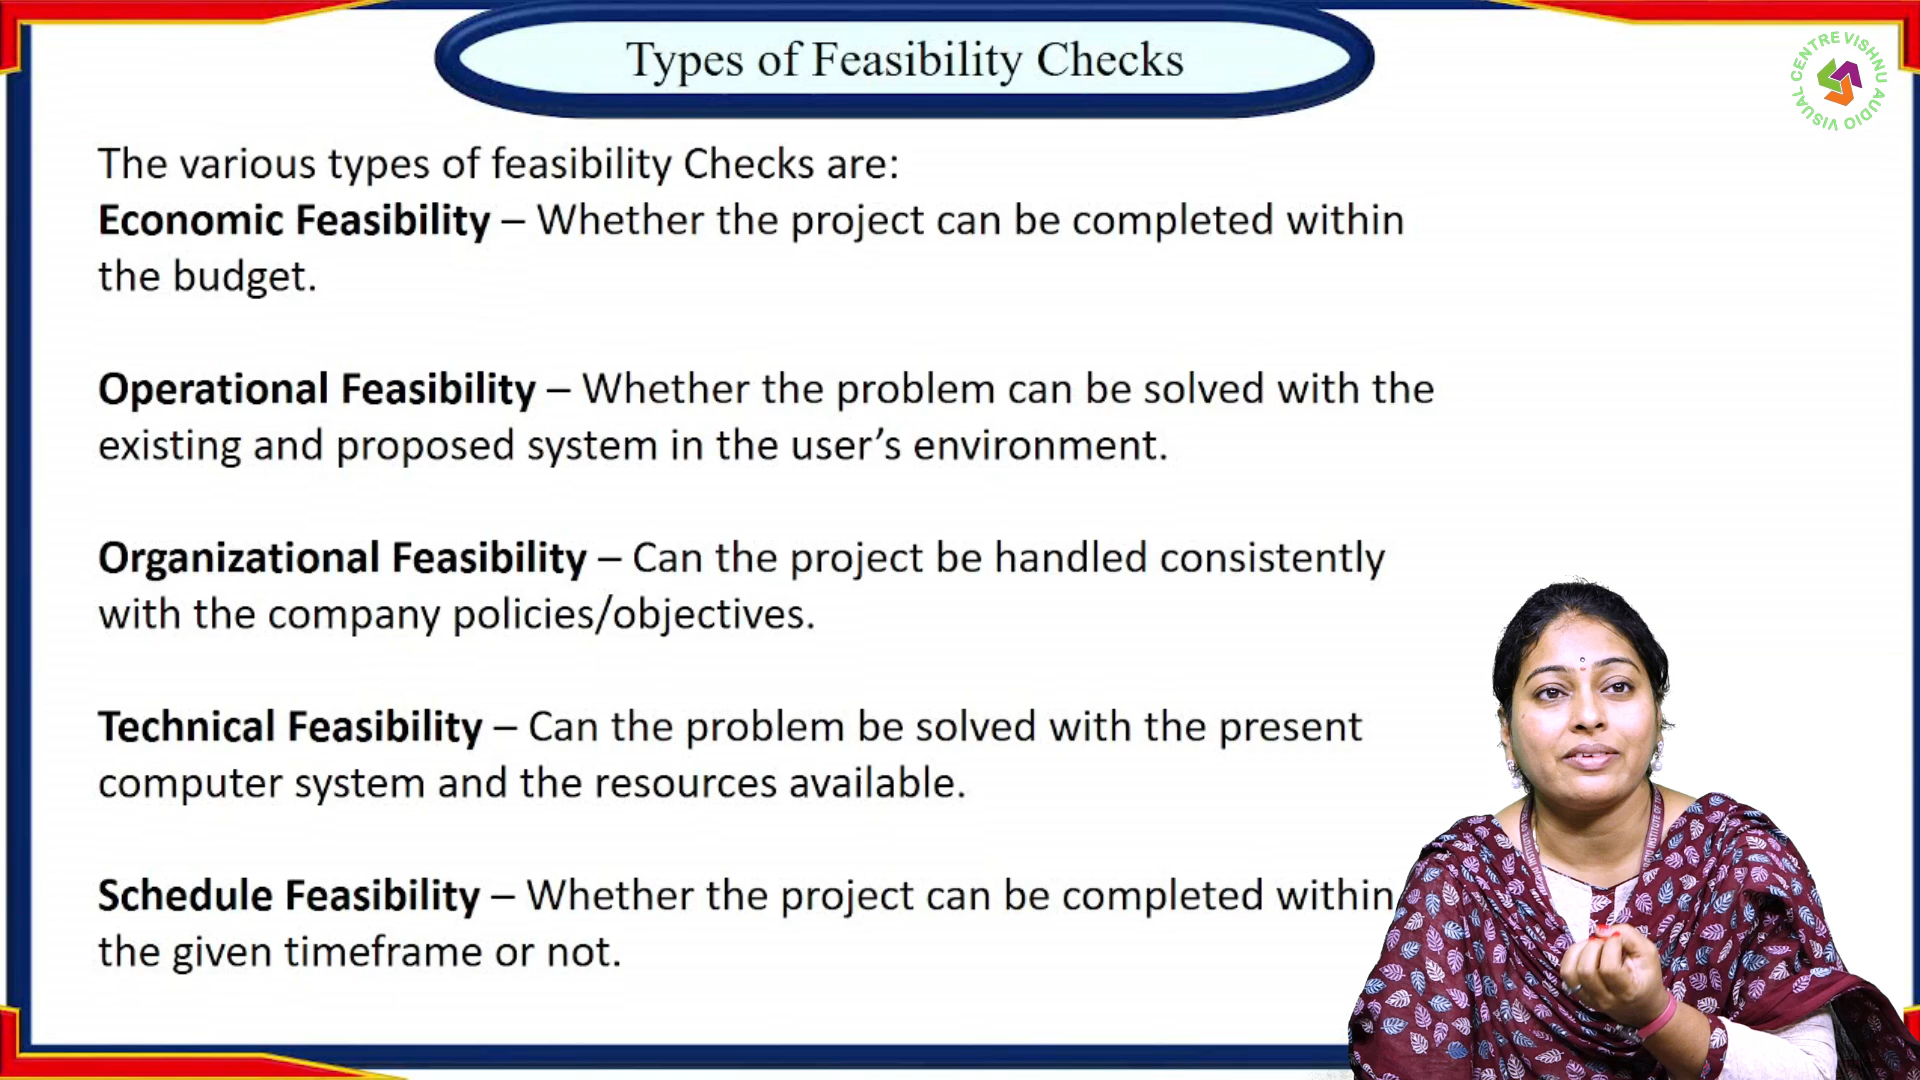 Types of Feasibility Checks
CENTRE VISHNU AUDIO VISUAL
The various types of feasibility Checks are:
Economic Feasibility – Whether the project can be completed within
the budget.
Operational Feasibility – Whether the problem can be solved with the
existing and proposed system in the user’s environment.
Organizational Feasibility – Can the project be handled consistently
with the company policies/objectives.
Technical Feasibility – Can the problem be solved with the present
computer system and the resources available.
Schedule Feasibility – Whether the project can be completed within
the given timeframe or not.
INSTITUTE OF